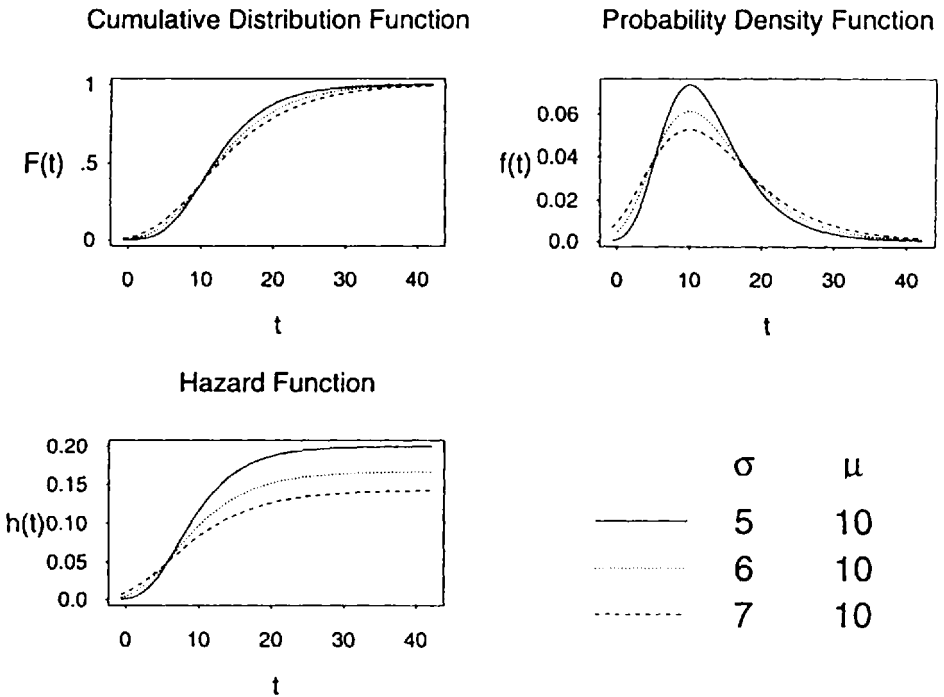 Cumulative Distribution Function
1
F(t) .5
0
0 10 20 30 40
t
Probability Density Function
0.06
f(t) 0.04
0.02
0.0
0 10 20 30 40
t
Hazard Function
0.20
0.15
h(t) 0.10
0.05
0.0
0 10 20 30 40
t
σ μ
5 10
6 10
7 10